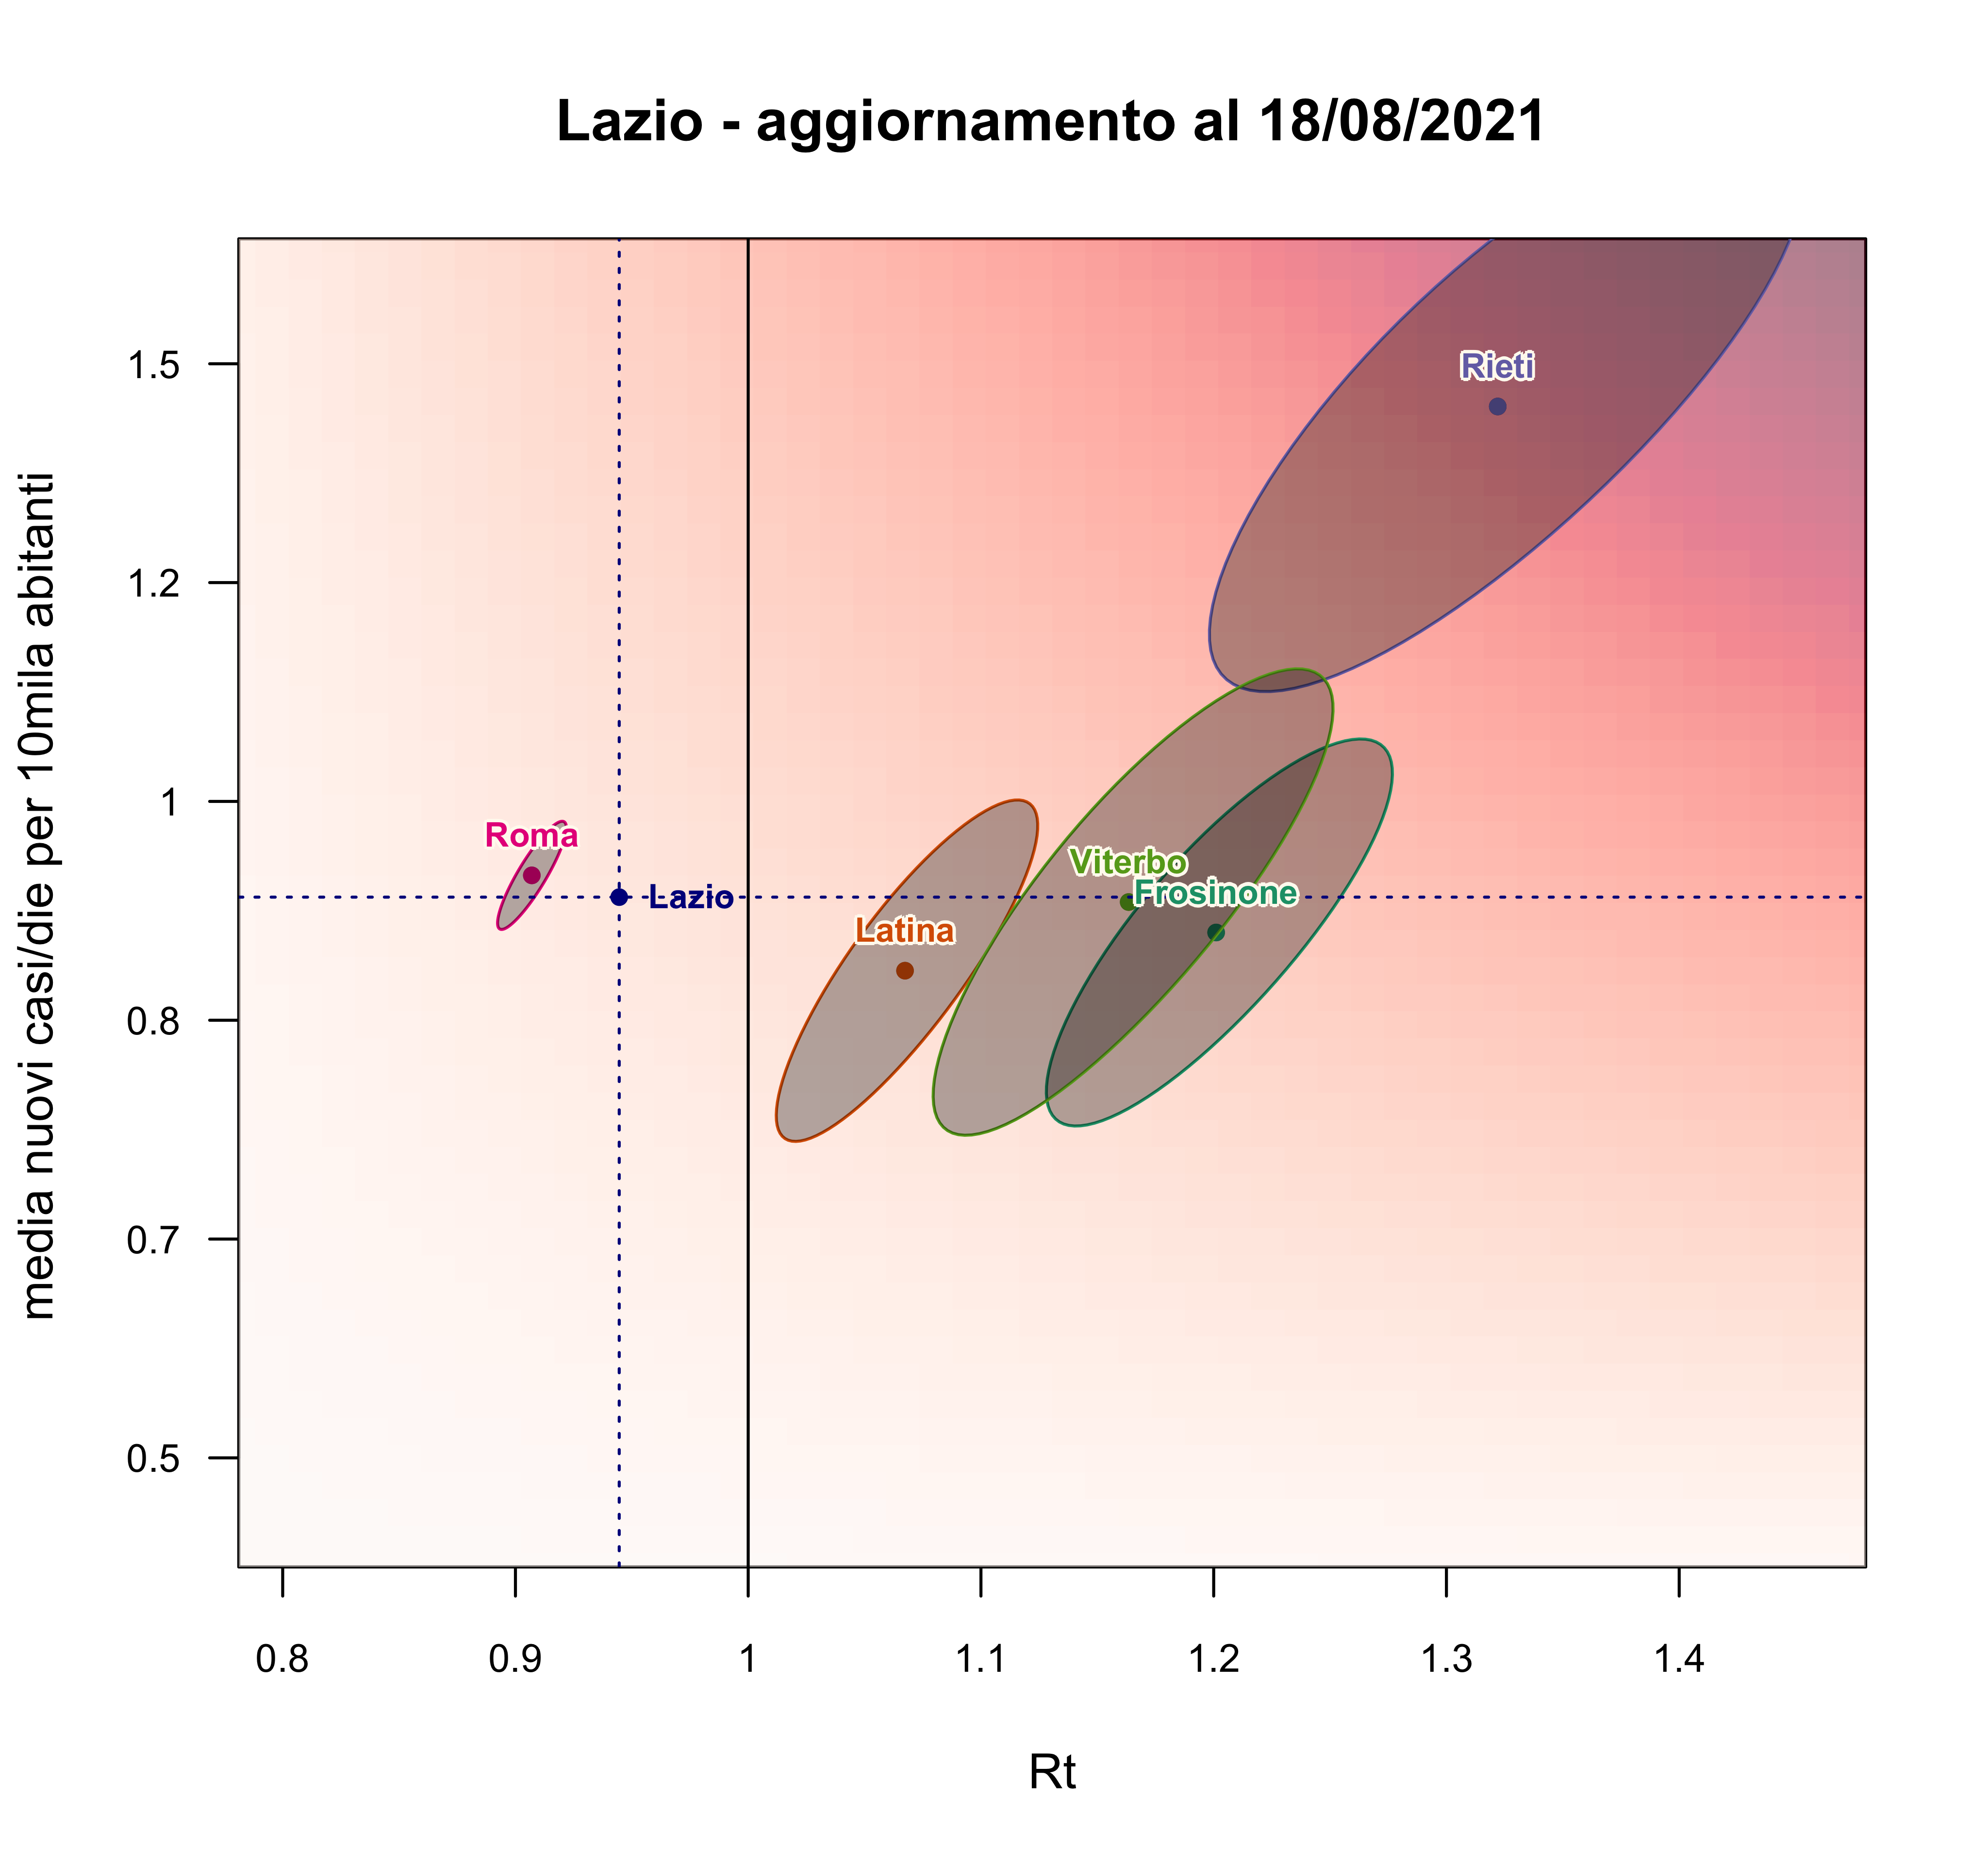 Lazio - aggiornamento al 18/08/2021
media nuovi casi/die per 10mila abitanti
1.5
1.2
1
0.8
0.7
0.5
Rieti
Roma
Viterbo
Frosinone
Lazio
Latina
0.8 0.9 1 1.1 1.2 1.3 1.4
Rt